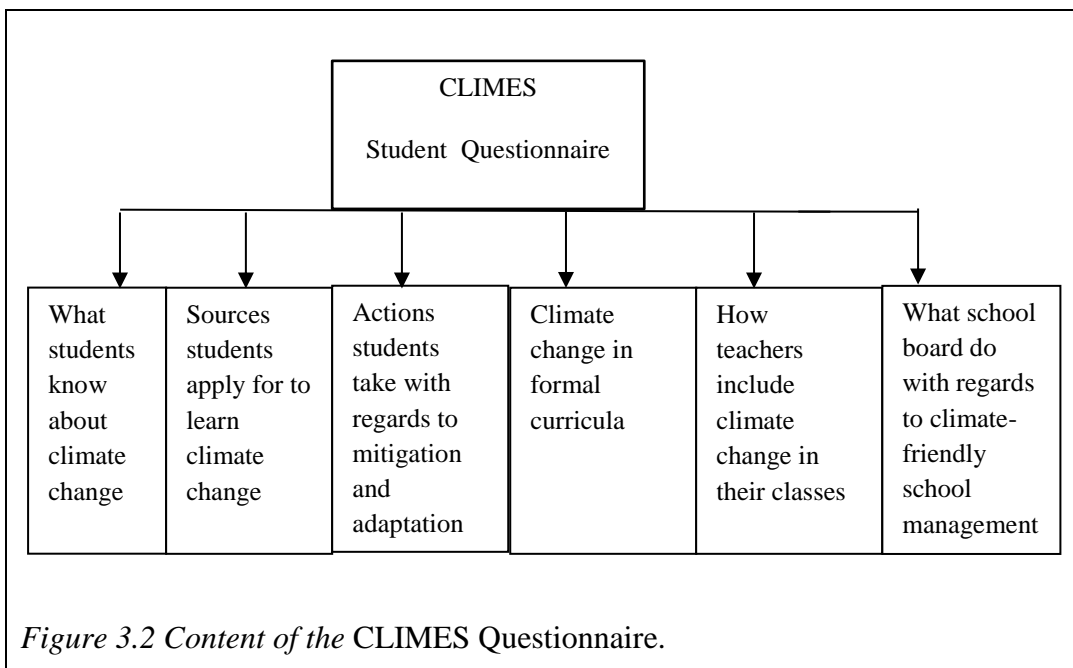 CLIMES
Student Questionnaire
What
students
know
about
climate
change
Sources
students
apply for to
learn
climate
change
Actions
students
take with
regards to
mitigation
and
adaptation
Climate
change in
formal
curricula
How
teachers
include
climate
change in
their classes
What school
board do
with regards
to climate-
friendly
school
management
Figure 3.2 Content of the CLIMES Questionnaire.